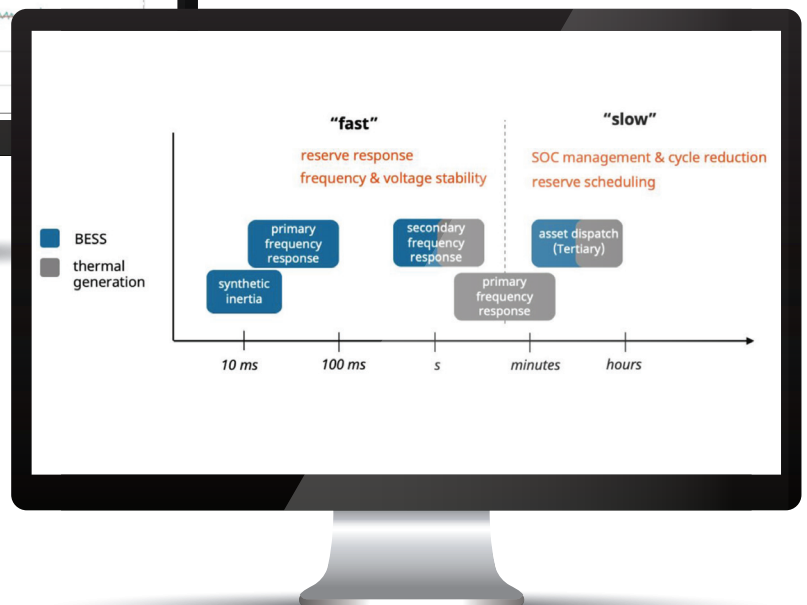 “fast”
“slow”
reserve response
frequency & voltage stability
SOC management & cycle reduction
reserve scheduling
BESS
thermal
generation
primary
frequency
response
secondary
frequency
response
asset dispatch
(Tertiary)
synthetic
inertia
primary
frequency
response
10 ms
100 ms
s
minutes
hours